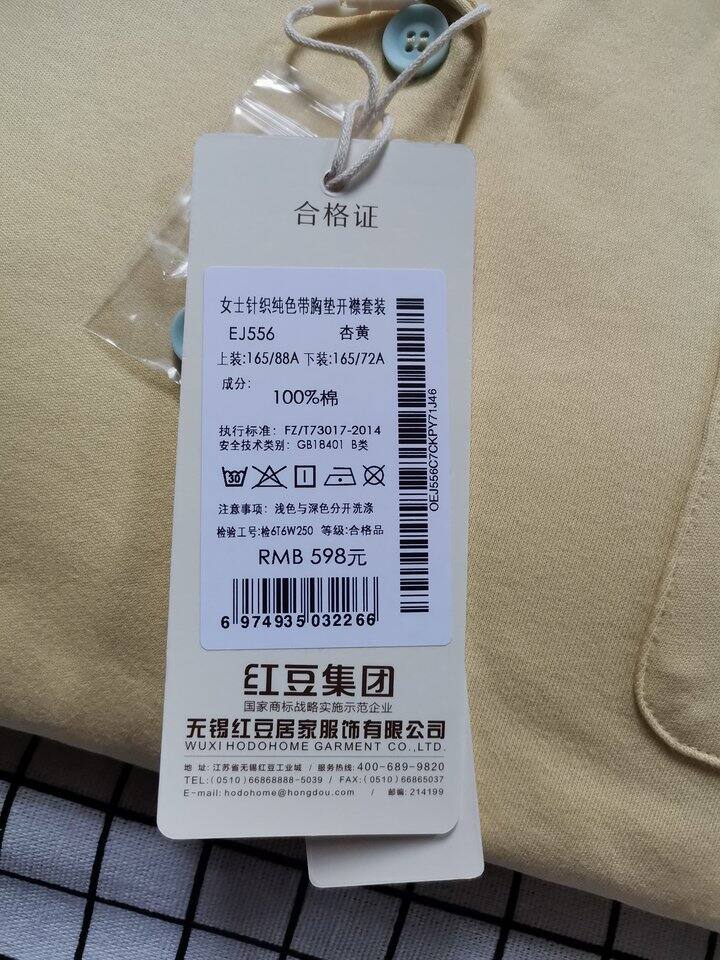 合格证
女士针织纯色带胸垫开襟套装
EJ556 杏黄
上装:165/88A 下装:165/72A
成分:
100%棉
执行标准: FZ/T73017-2014
安全技术类别: GB18401 B类
30
注意事项: 浅色与深色分开洗涤
检验工号:检6T6W250 等级:合格品
RMB 598元
6 974935 032266
OEJ556C7CKPY71J46
红豆集团
国家商标战略实施示范企业
无锡红豆居家服饰有限公司
WUXI HODOHOME GARMENT CO.,LTD.
地 址: 江苏省无锡红豆工业城 / 服务热线: 400-689-9820
TEL:(0510) 66868888-5039 / FAX:(0510) 66865037
E-mail: hodohome@hongdou.com / 邮编: 214199